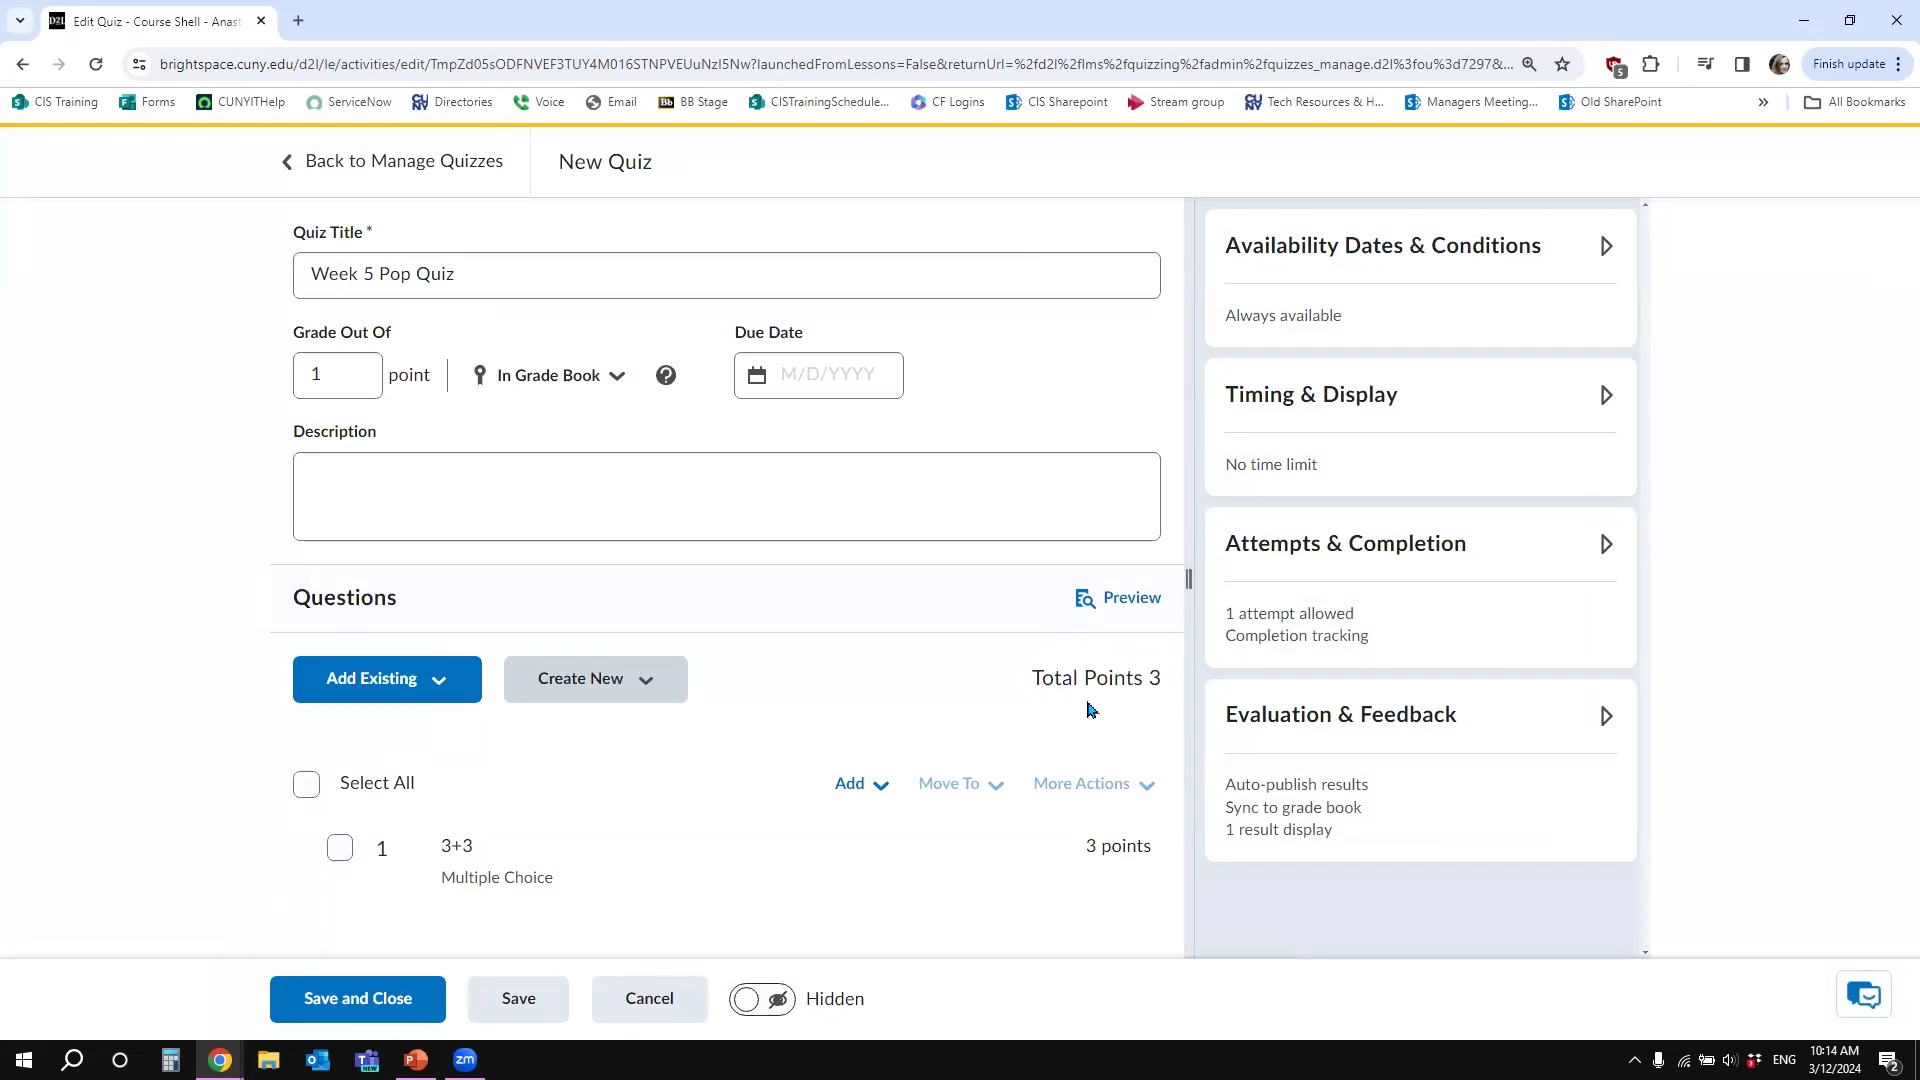 D2L Edit Quiz - Course Shell - Anast
brightspace.cuny.edu/d2l/le/activities/edit/TmpZd05sODFNVEF3TUY4M016STNPVEUuNzI5Nw?launchedFromLessons=False&returnUrl=%2fd2l%2flms%2fquizzing%2fadmin%2fquizzes_manage.d2l%3fou%3d7297&...
5
Finish update
CIS Training
Forms
CUNYITHelp
ServiceNow
Directories
Voice
Email
Bb BB Stage
CISTrainingSchedule...
CF Logins
CIS Sharepoint
Stream group
Tech Resources & H...
Managers Meeting...
Old SharePoint
»
All Bookmarks
Back to Manage Quizzes
New Quiz
Quiz Title *
Week 5 Pop Quiz
Grade Out Of
1 point
In Grade Book
Due Date
M/D/YYYY
Description
Questions
Preview
Add Existing
Create New
Total Points 3
Select All
Add
Move To
More Actions
1
3+3
3 points
Multiple Choice
Availability Dates & Conditions
Always available
Timing & Display
No time limit
Attempts & Completion
1 attempt allowed
Completion tracking
Evaluation & Feedback
Auto-publish results
Sync to grade book
1 result display
Save and Close
Save
Cancel
Hidden
NEW
zm
ENG
10:14 AM
3/12/2024
2